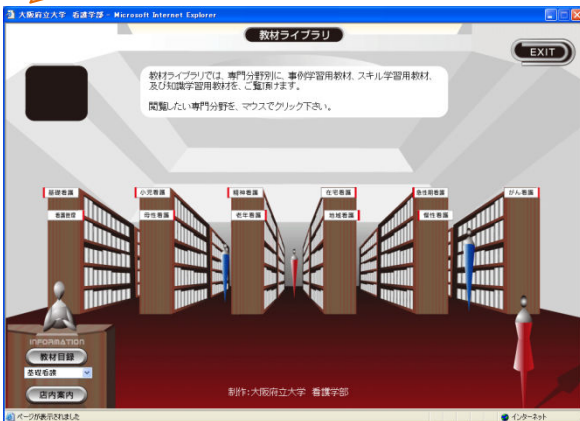 大阪府立大学 看護学部 - Microsoft Internet Explorer
教材ライブラリ
EXIT
教材ライブラリでは、専門分野別に、事例学習用教材、スキル学習用教材、
及び知識学習用教材を、ご覧頂けます。
閲覧したい専門分野を、マウスでクリック下さい。
基礎看護
小児看護
精神看護
在宅看護
急性期看護
がん看護
看護管理
母性看護
老年看護
地域看護
慢性看護
INFORMATION
教材目録
基礎看護
店内案内
制作:大阪府立大学 看護学部
ページが表示されました
インターネット